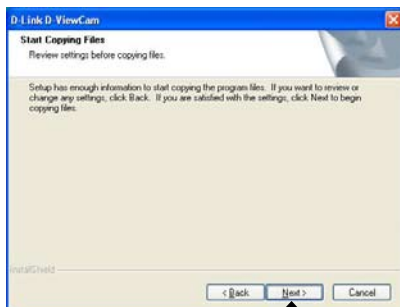 D-Link D-ViewCam
Start Copying Files
Review settings before copying files.
Setup has enough information to start copying the program files. If you want to review or
change any settings, click Back. If you are satisfied with the settings, click Next to begin
copying files.
InstallShield
< Back
Next >
Cancel